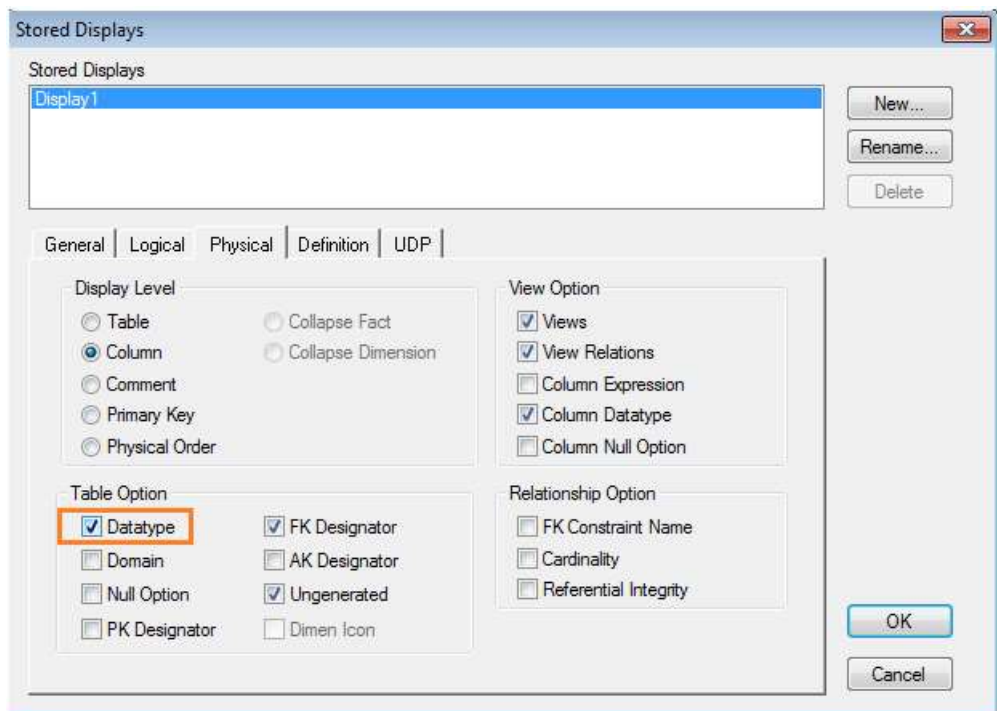 Stored Displays
Stored Displays
Display1
New...
Rename...
Delete
General Logical Physical Definition UDP
Display Level
Table
Collapse Fact
Column
Collapse Dimension
Comment
Primary Key
Physical Order
View Option
Views
View Relations
Column Expression
Column Datatype
Column Null Option
Table Option
Datatype
FK Designator
Domain
AK Designator
Null Option
Ungenerated
PK Designator
Dimen Icon
Relationship Option
FK Constraint Name
Cardinality
Referential Integrity
OK
Cancel